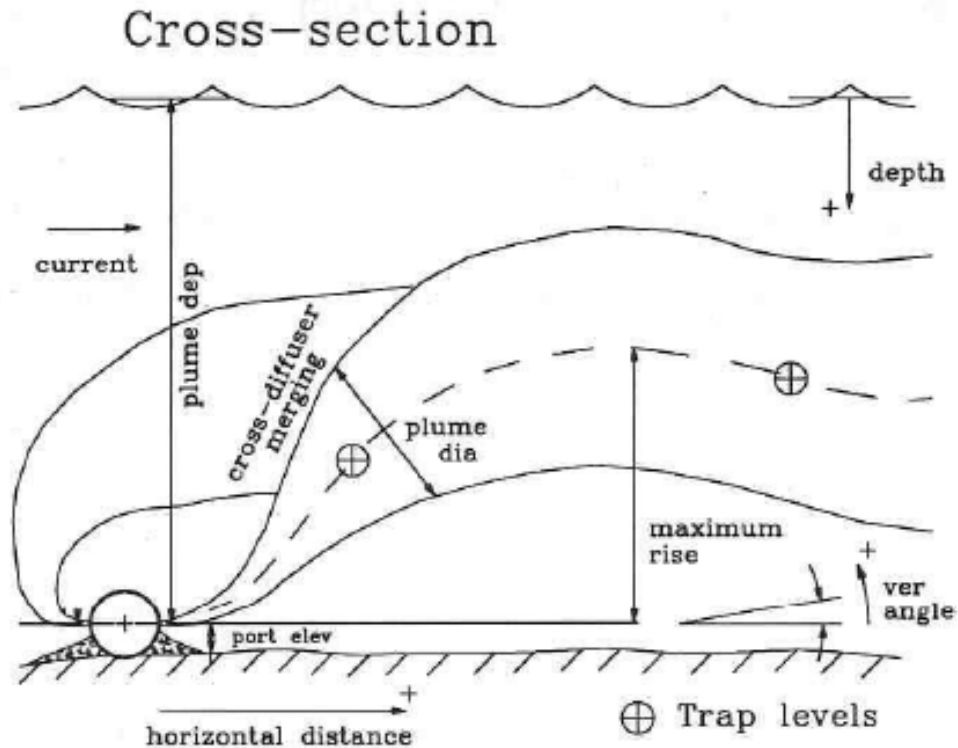 Cross-section
depth
+
current
plume dep
cross-diffuser
merging
plume
dia
maximum
rise
+
ver
angle
port elev
+
horizontal distance
Trap levels